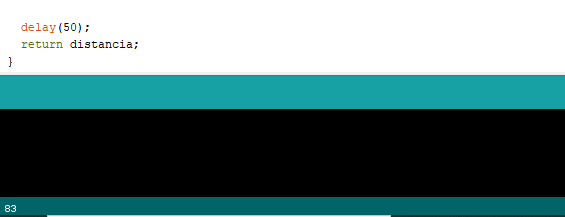 delay(50);
return distancia;
}
83